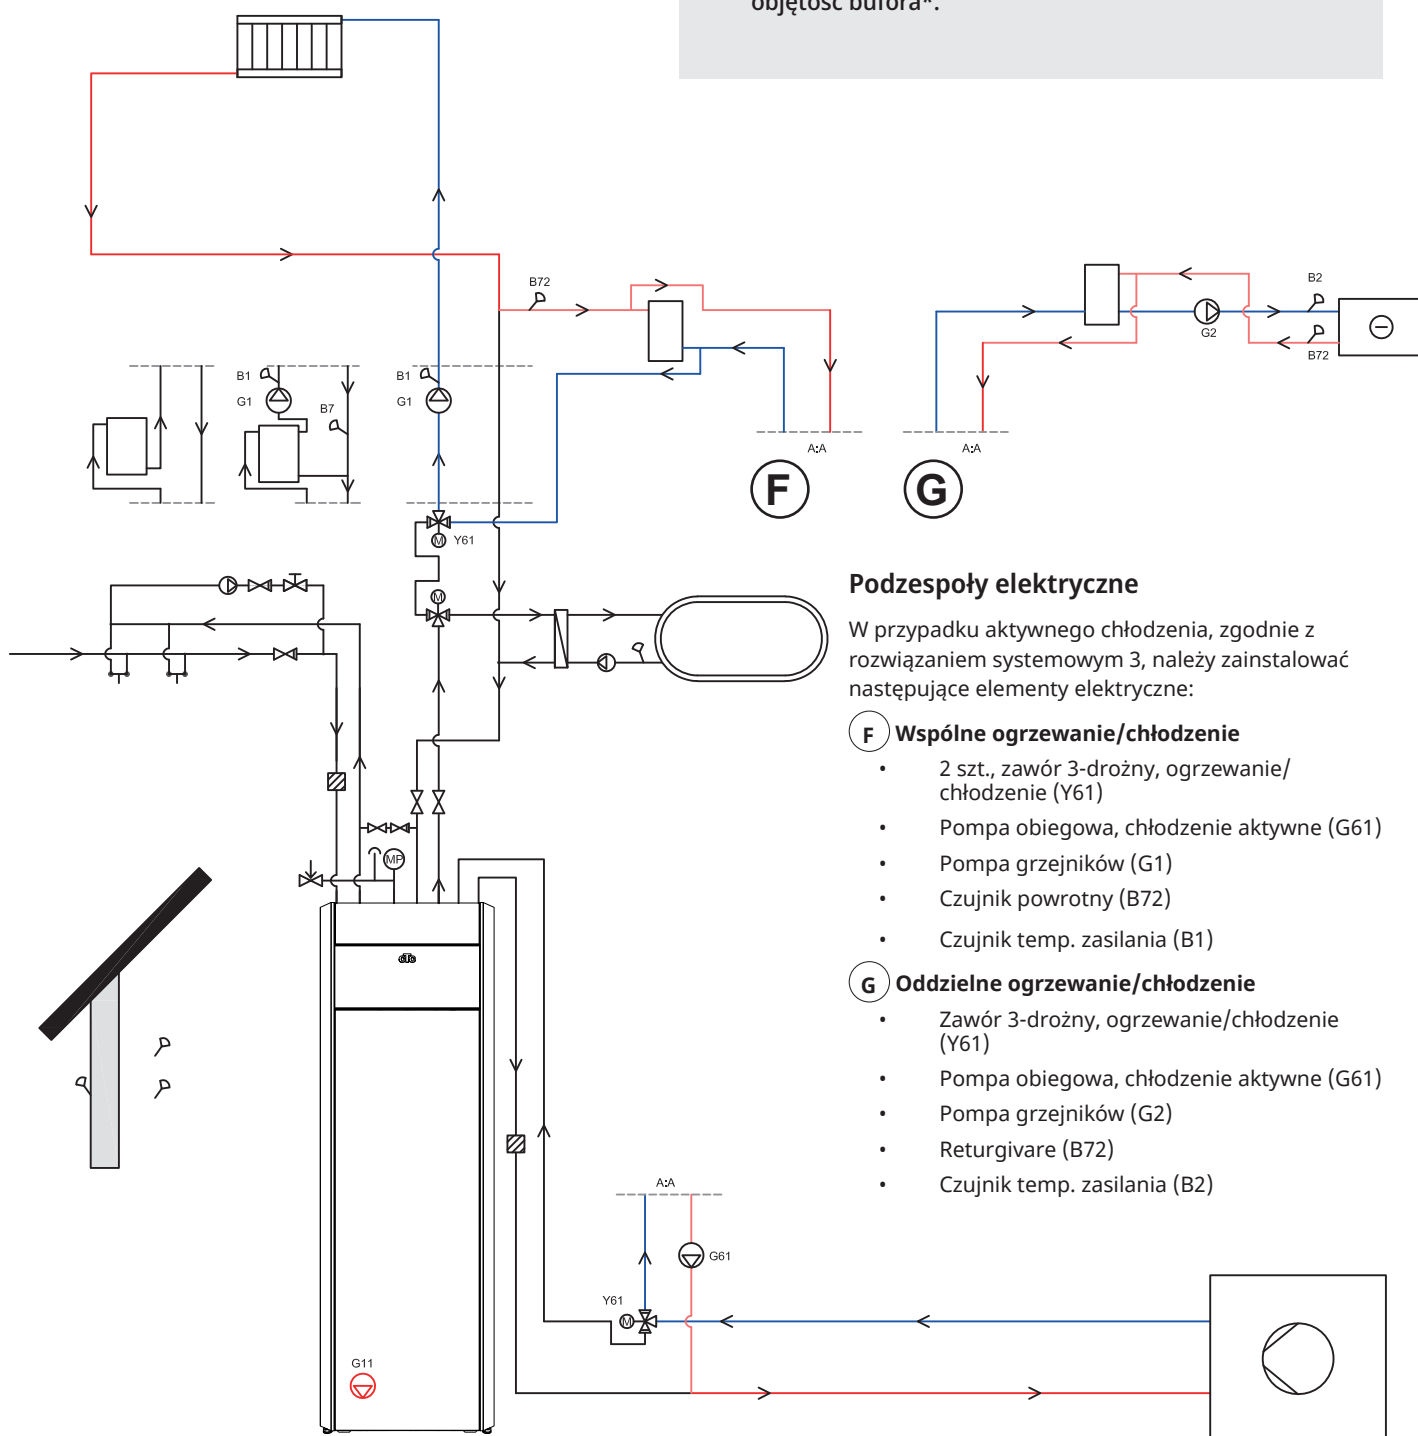 objętość bufora*.
B72
B2
G2
B72
B1
G1
B7
B1
G1
A:A
A:A
F
G
M
Y61
M
Podzespoły elektryczne
W przypadku aktywnego chłodzenia, zgodnie z
rozwiązaniem systemowym 3, należy zainstalować
następujące elementy elektryczne:
F Wspólne ogrzewanie/chłodzenie
• 2 szt., zawór 3-drożny, ogrzewanie/
chłodzenie (Y61)
• Pompa obiegowa, chłodzenie aktywne (G61)
• Pompa grzejników (G1)
• Czujnik powrotny (B72)
• Czujnik temp. zasilania (B1)
G Oddzielne ogrzewanie/chłodzenie
• Zawór 3-drożny, ogrzewanie/chłodzenie
(Y61)
• Pompa obiegowa, chłodzenie aktywne (G61)
• Pompa grzejników (G2)
• Returgivare (B72)
• Czujnik temp. zasilania (B2)
MP
A:A
G61
Y61
M
G11